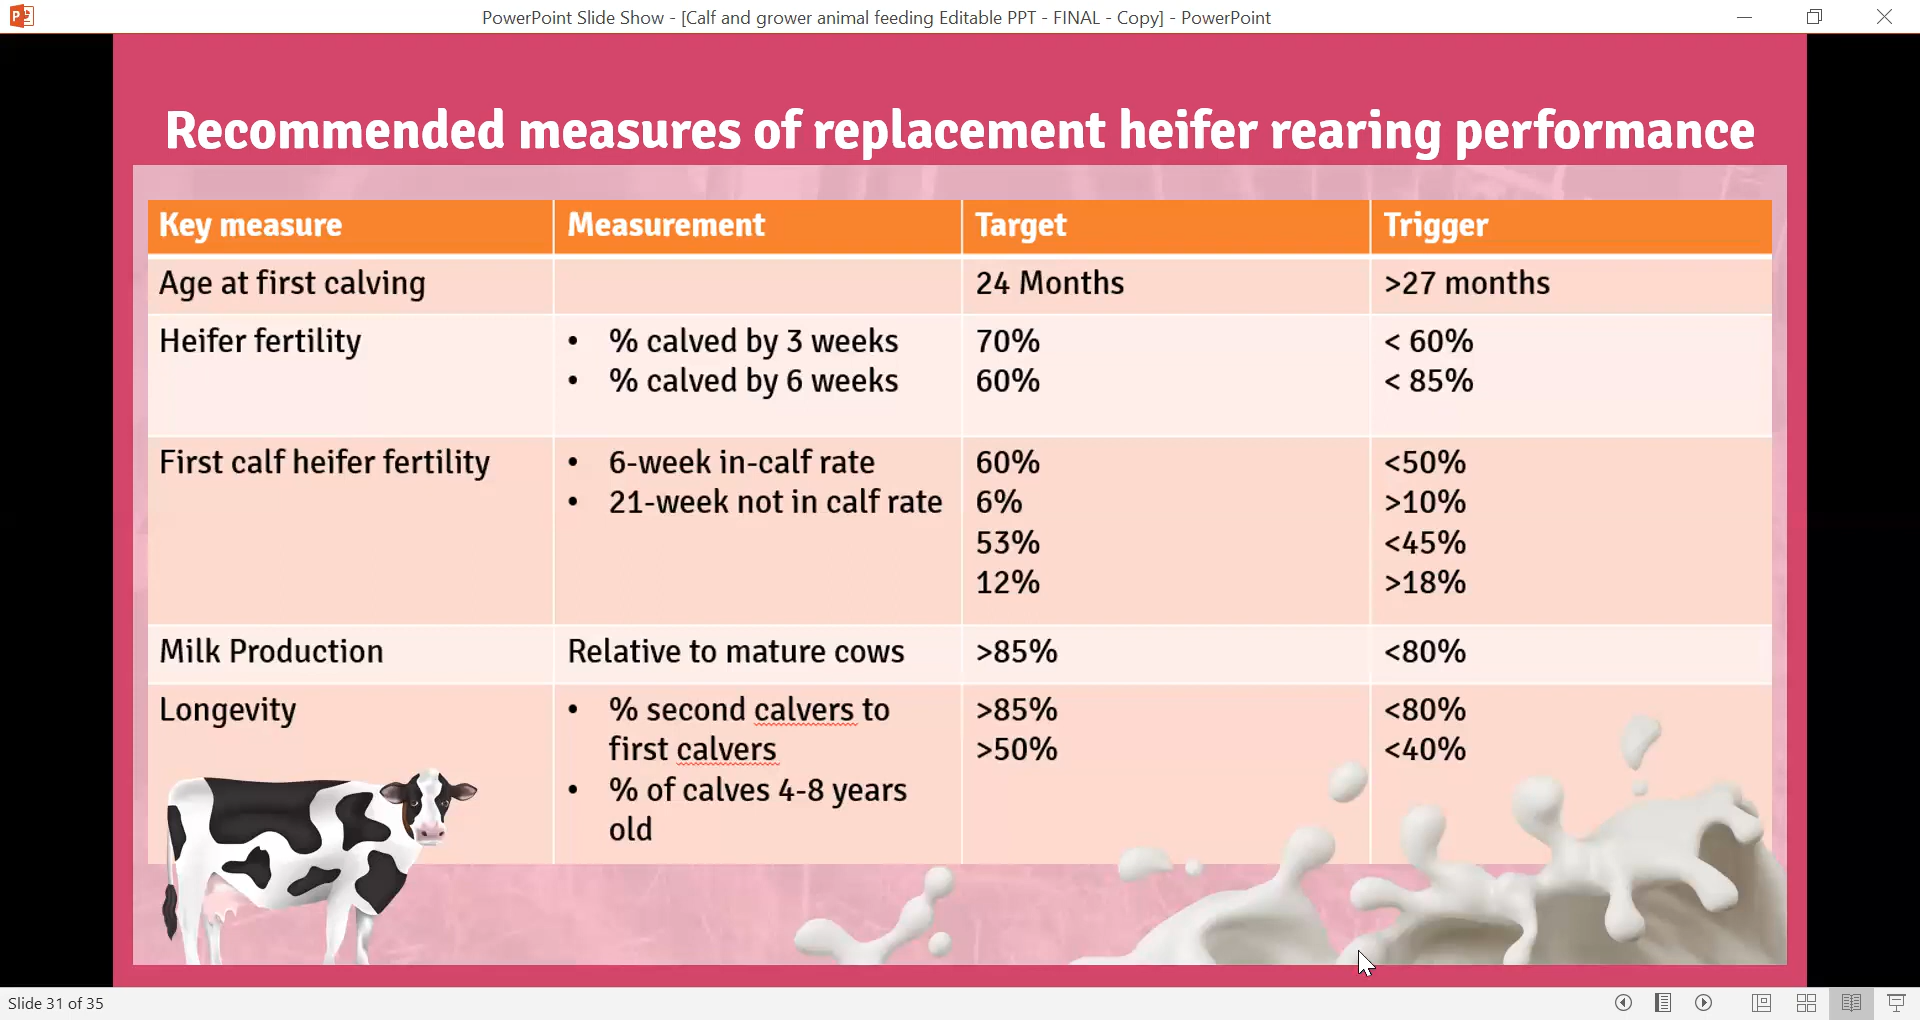 PowerPoint Slide Show - [Calf and grower animal feeding Editable PPT - FINAL - Copy] - PowerPoint
Recommended measures of replacement heifer rearing performance
Key measure Measurement Target Trigger
Age at first calving 24 Months >27 months
Heifer fertility • % calved by 3 weeks 70% < 60%
• % calved by 6 weeks 60% < 85%
First calf heifer fertility • 6-week in-calf rate 60% <50%
• 21-week not in calf rate 6% >10%
53% <45%
12% >18%
Milk Production Relative to mature cows >85% <80%
Longevity • % second calvers to >85% <80%
first calvers >50% <40%
• % of calves 4-8 years
old
Slide 31 of 35